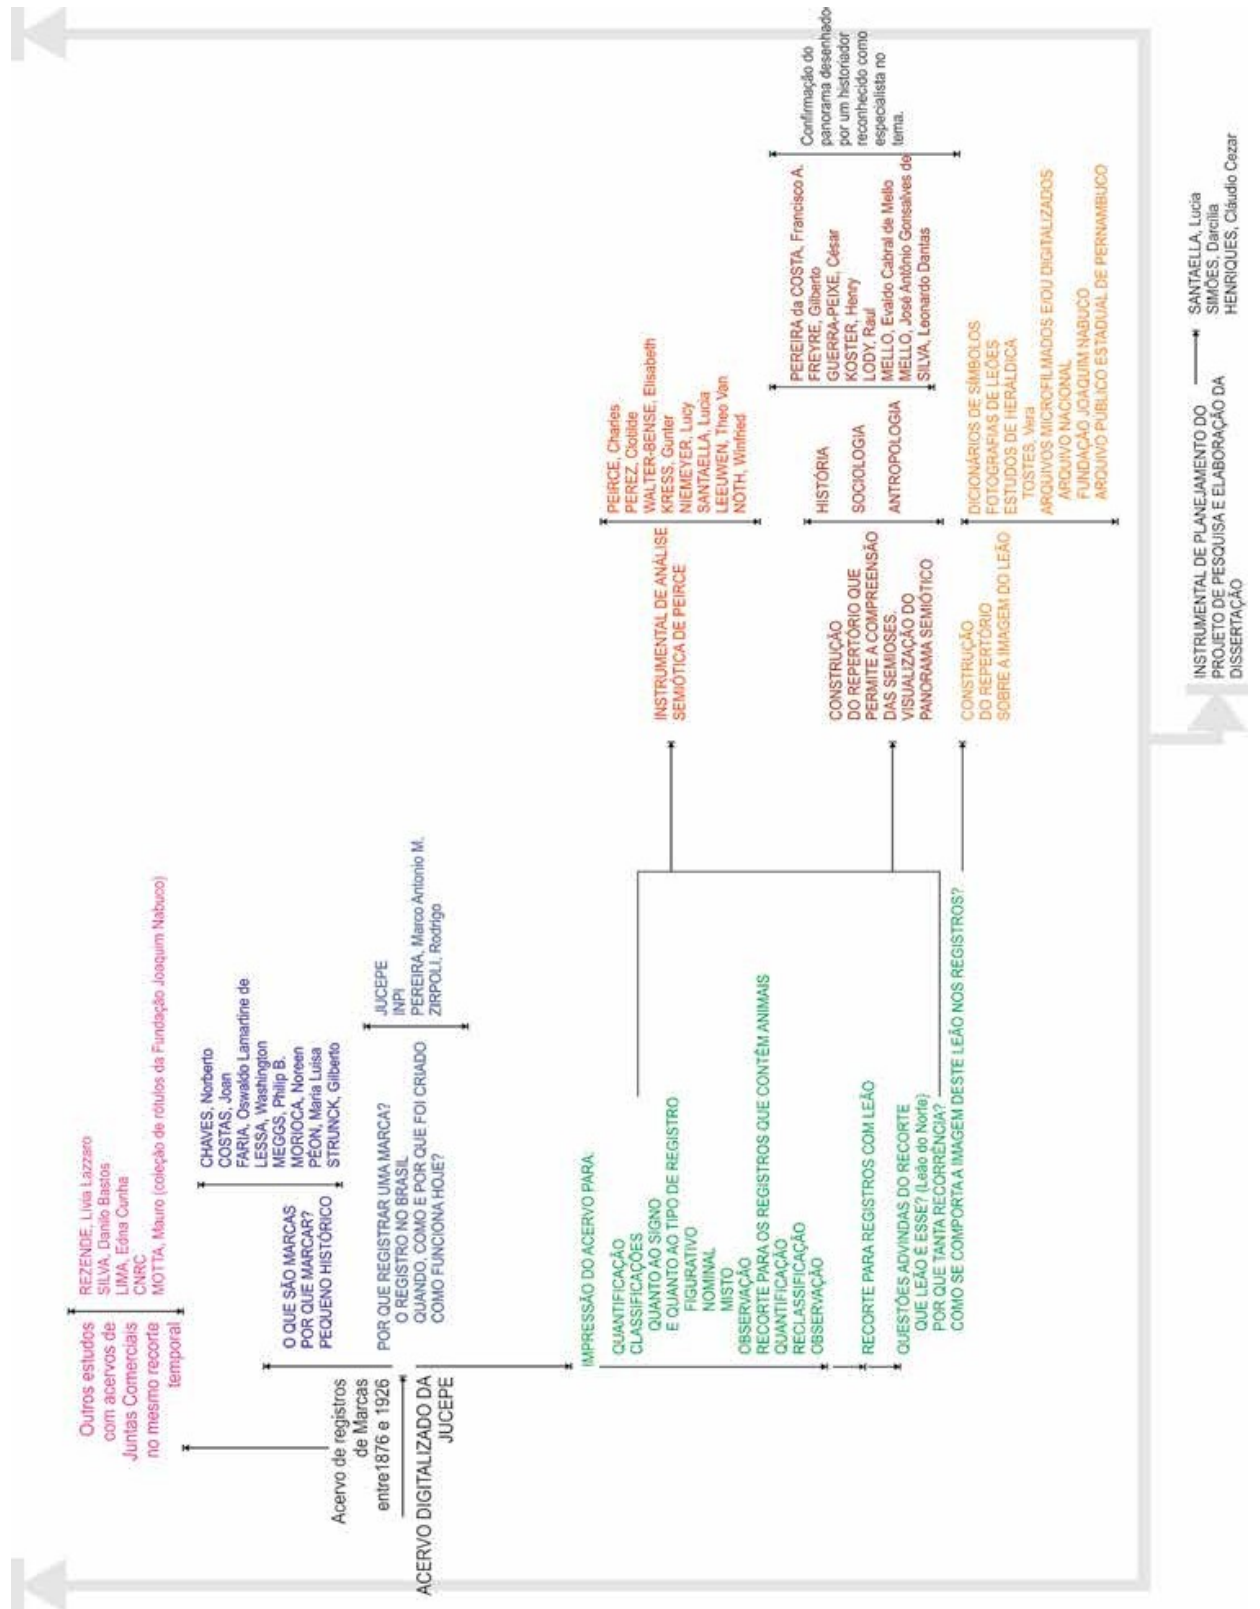 Outros estudos
com acervos de
Juntas Comerciais
no mesmo recorte
temporal
REZENDE, Livia Lazzaro
SILVA, Danilo Bastos
LIMA, Edna Cunha
CNRC
MOTTA, Mauro (coleção de rótulos da Fundação Joaquim Nabuco)
Acervo de registros
de Marcas
entre1876 e 1926
ACERVO DIGITALIZADO DA
JUCEPE
O QUE SÃO MARCAS
POR QUE MARCAR?
PEQUENO HISTÓRICO
CHAVES, Norberto
COSTAS, Joan
FARIA, Oswaldo Lamartine de
LESSA, Washington
MEGGS, Philip B.
MORIOCA, Noreen
PÉON, Maria Luisa
STRUNCK, Gilberto
POR QUE REGISTRAR UMA MARCA?
O REGISTRO NO BRASIL
QUANDO, COMO E POR QUE FOI CRIADO
COMO FUNCIONA HOJE?
JUCEPE
INPI
PEREIRA, Marco Antonio M.
ZIRPOLI, Rodrigo
IMPRESSÃO DO ACERVO PARA:
QUANTIFICAÇÃO
CLASSIFICAÇÕES
QUANTO AO SIGNO
E QUANTO AO TIPO DE REGISTRO
FIGURATIVO
NOMINAL
MISTO
OBSERVAÇÃO
RECORTE PARA OS REGISTROS QUE CONTÊM ANIMAIS
QUANTIFICAÇÃO
RECLASSIFICAÇÃO
OBSERVAÇÃO
RECORTE PARA REGISTROS COM LEÃO
QUESTÕES ADVINDAS DO RECORTE
QUE LEÃO É ESSE? (Leão do Norte)
POR QUE TANTA RECORRÊNCIA?
COMO SE COMPORTA A IMAGEM DESTE LEÃO NOS REGISTROS?
INSTRUMENTAL DE ANÁLISE
SEMIÓTICA DE PEIRCE
PEIRCE, Charles
PEREZ, Clotilde
WALTER-BENSE, Elisabeth
KRESS, Gunter
NIEMEYER, Lucy
SANTAELLA, Lucia
LEEUWEN, Theo Van
NÖTH, Winfried
CONSTRUÇÃO
DO REPERTÓRIO QUE
PERMITE A COMPREENSÃO
DAS SEMIOSES.
VISUALIZAÇÃO DO
PANORAMA SEMIÓTICO
HISTÓRIA
SOCIOLOGIA
ANTROPOLOGIA
PEREIRA da COSTA, Francisco A.
FREYRE, Gilberto
GUERRA-PEIXE, César
KOSTER, Henry
LODY, Raul
MELLO, Evaldo Cabral de Mello
MELLO, José Antônio Gonsalves de
SILVA, Leonardo Dantas
Confirmação do
panorama desenhado
por um historiador
reconhecido como
especialista no
tema.
CONSTRUÇÃO
DO REPERTÓRIO
SOBRE A IMAGEM DO LEÃO
DICIONÁRIOS DE SÍMBOLOS
FOTOGRAFIAS DE LEÕES
ESTUDOS DE HERÁLDICA
TOSTES, Vera
ARQUIVOS MICROFILMADOS E/OU DIGITALIZADOS
ARQUIVO NACIONAL
FUNDAÇÃO JOAQUIM NABUCO
ARQUIVO PÚBLICO ESTADUAL DE PERNAMBUCO
INSTRUMENTAL DE PLANEJAMENTO DO
PROJETO DE PESQUISA E ELABORAÇÃO DA
DISSERTAÇÃO
SANTAELLA, Lucia
SIMÕES, Darcilia
HENRIQUES, Cláudio Cezar